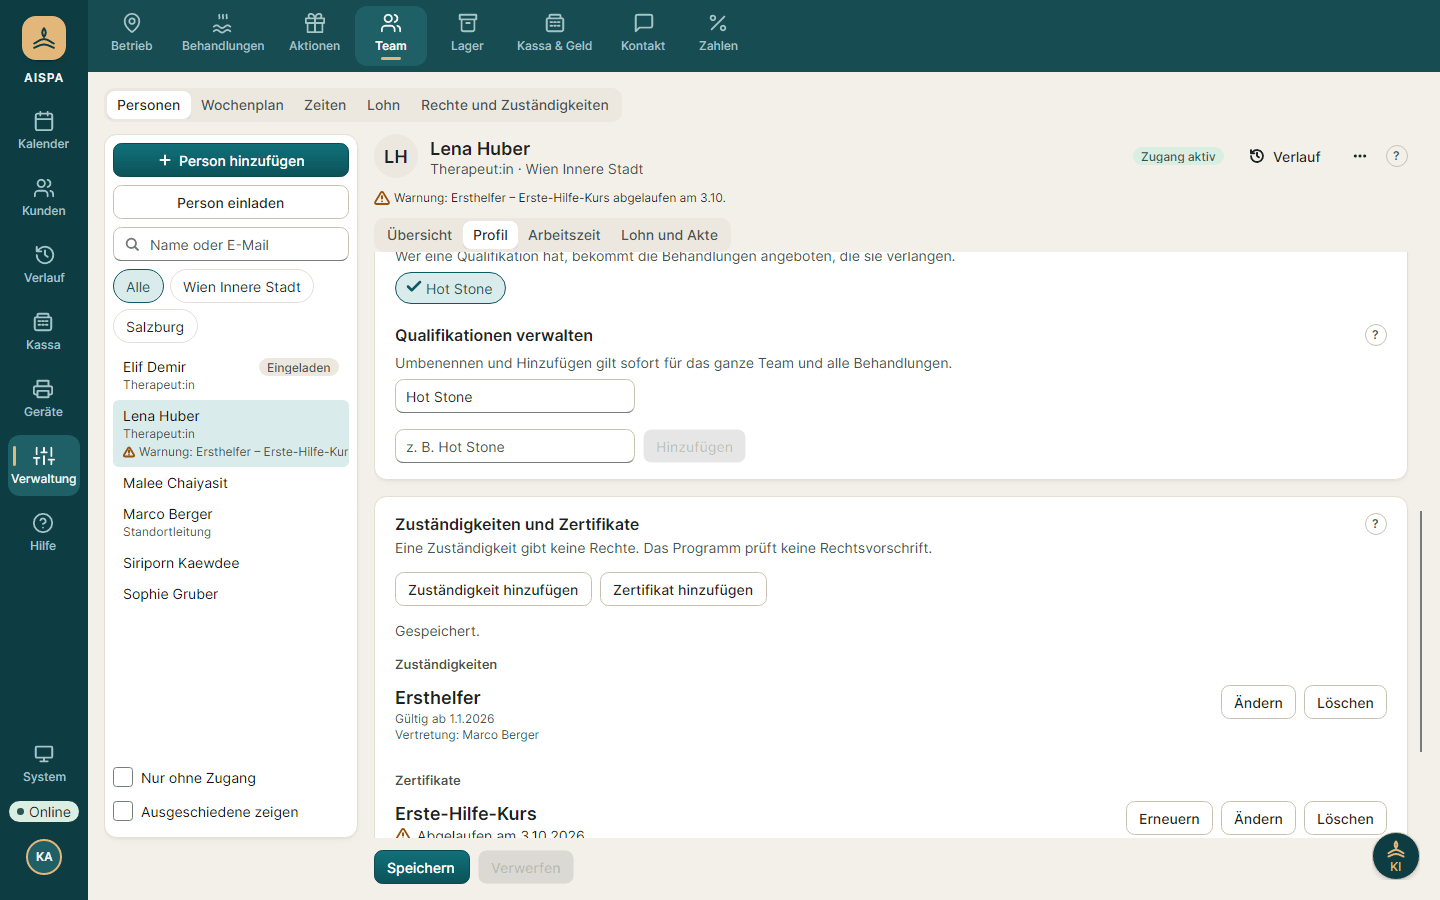 AISPA
Kalender
Kunden
Verlauf
Kassa
Geräte
Verwaltung
Hilfe
System
Online
KA
Betrieb
Behandlungen
Aktionen
Team
Lager
Kassa & Geld
Kontakt
Zahlen
Personen
Wochenplan
Zeiten
Lohn
Rechte und Zuständigkeiten
Person hinzufügen
Person einladen
Name oder E-Mail
Alle
Wien Innere Stadt
Salzburg
Elif Demir
Eingeladen
Therapeut:in
Lena Huber
Therapeut:in
Warnung: Ersthelfer – Erste-Hilfe-Kur
Malee Chaiyasit
Marco Berger
Standortleitung
Siriporn Kaewdee
Sophie Gruber
Nur ohne Zugang
Ausgeschiedene zeigen
LH
Lena Huber
Therapeut:in · Wien Innere Stadt
Zugang aktiv
Verlauf
?
Warnung: Ersthelfer – Erste-Hilfe-Kurs abgelaufen am 3.10.
Übersicht
Profil
Arbeitszeit
Lohn und Akte
Wer eine Qualifikation hat, bekommt die Behandlungen angeboten, die sie verlangen.
Hot Stone
Qualifikationen verwalten
?
Umbenennen und Hinzufügen gilt sofort für das ganze Team und alle Behandlungen.
Hot Stone
z. B. Hot Stone
Hinzufügen
Zuständigkeiten und Zertifikate
?
Eine Zuständigkeit gibt keine Rechte. Das Programm prüft keine Rechtsvorschrift.
Zuständigkeit hinzufügen
Zertifikat hinzufügen
Gespeichert.
Zuständigkeiten
Ersthelfer
Gültig ab 1.1.2026
Vertretung: Marco Berger
Ändern
Löschen
Zertifikate
Erste-Hilfe-Kurs
Abgelaufen am 3.10.2026
Erneuern
Ändern
Löschen
Speichern
Verwerfen
KI